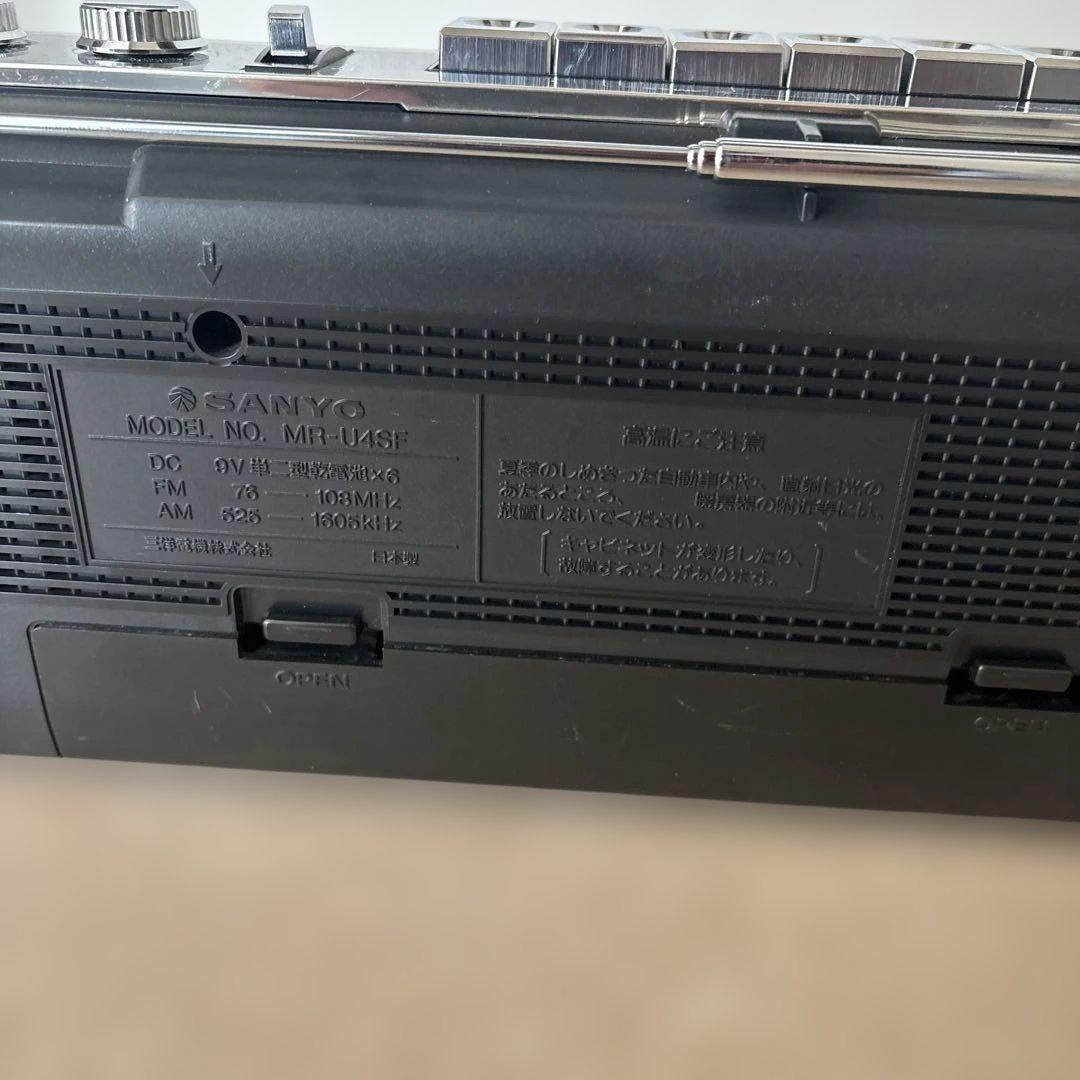 SANYO
MODEL NO. MR-U4SF
DC 9V 単二型乾電池×6
FM 76 — 108MHz
AM 525 — 1605kHz
三洋電機株式会社 日本製
高温にご注意
夏季のしめきった自動車内や、直射日光の
あたるところ、暖房器の附近等には、
放置しないでください。
[キャビネットが変形したり、
故障することがあります。]
OPEN
OPEN